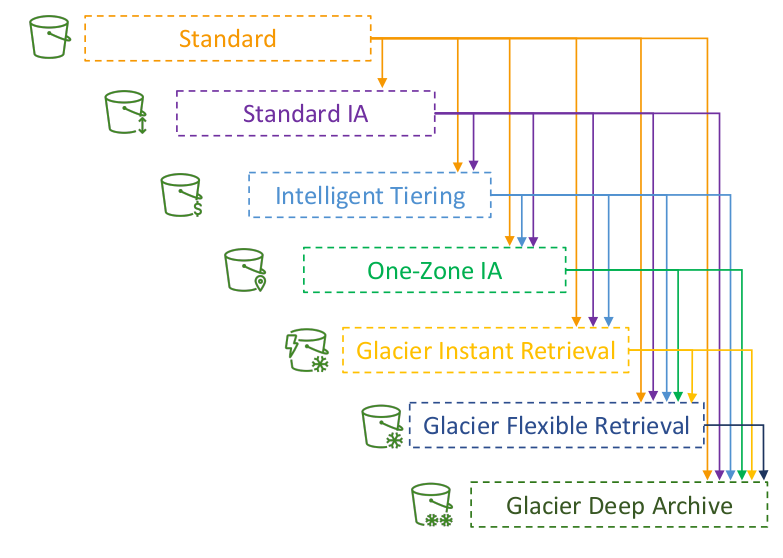 Standard
Standard IA
Intelligent Tiering
One-Zone IA
Glacier Instant Retrieval
Glacier Flexible Retrieval
Glacier Deep Archive